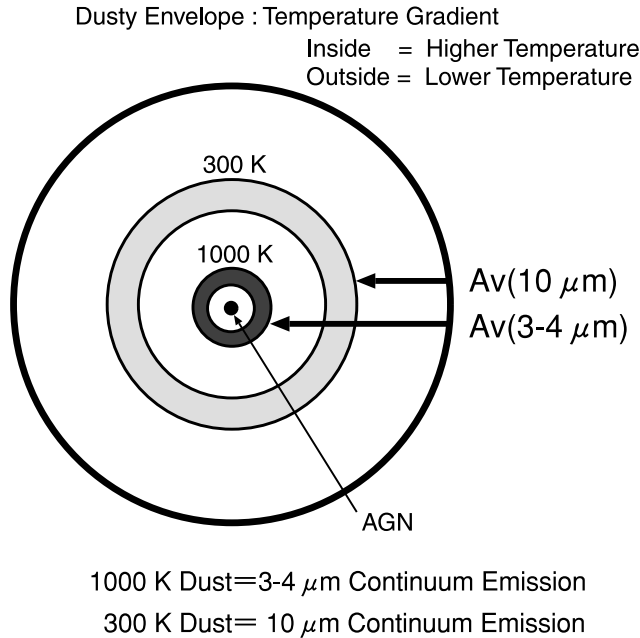 Dusty Envelope : Temperature Gradient
Inside = Higher Temperature
Outside = Lower Temperature
300 K
1000 K
Av(10 μm)
Av(3-4 μm)
AGN
1000 K Dust=3-4 μm Continuum Emission
300 K Dust= 10 μm Continuum Emission